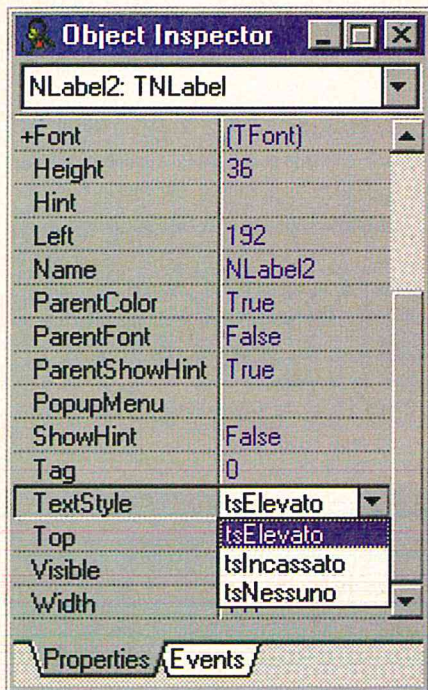 Object Inspector
NLabel2: TNLabel
+Font (TFont)
Height 36
Hint
Left 192
Name NLabel2
ParentColor True
ParentFont False
ParentShowHint True
PopupMenu
ShowHint False
Tag 0
TextStyle tsElevato
Top tsElevato
Visible tsIncassato
tsNessuno
Width
Properties Events